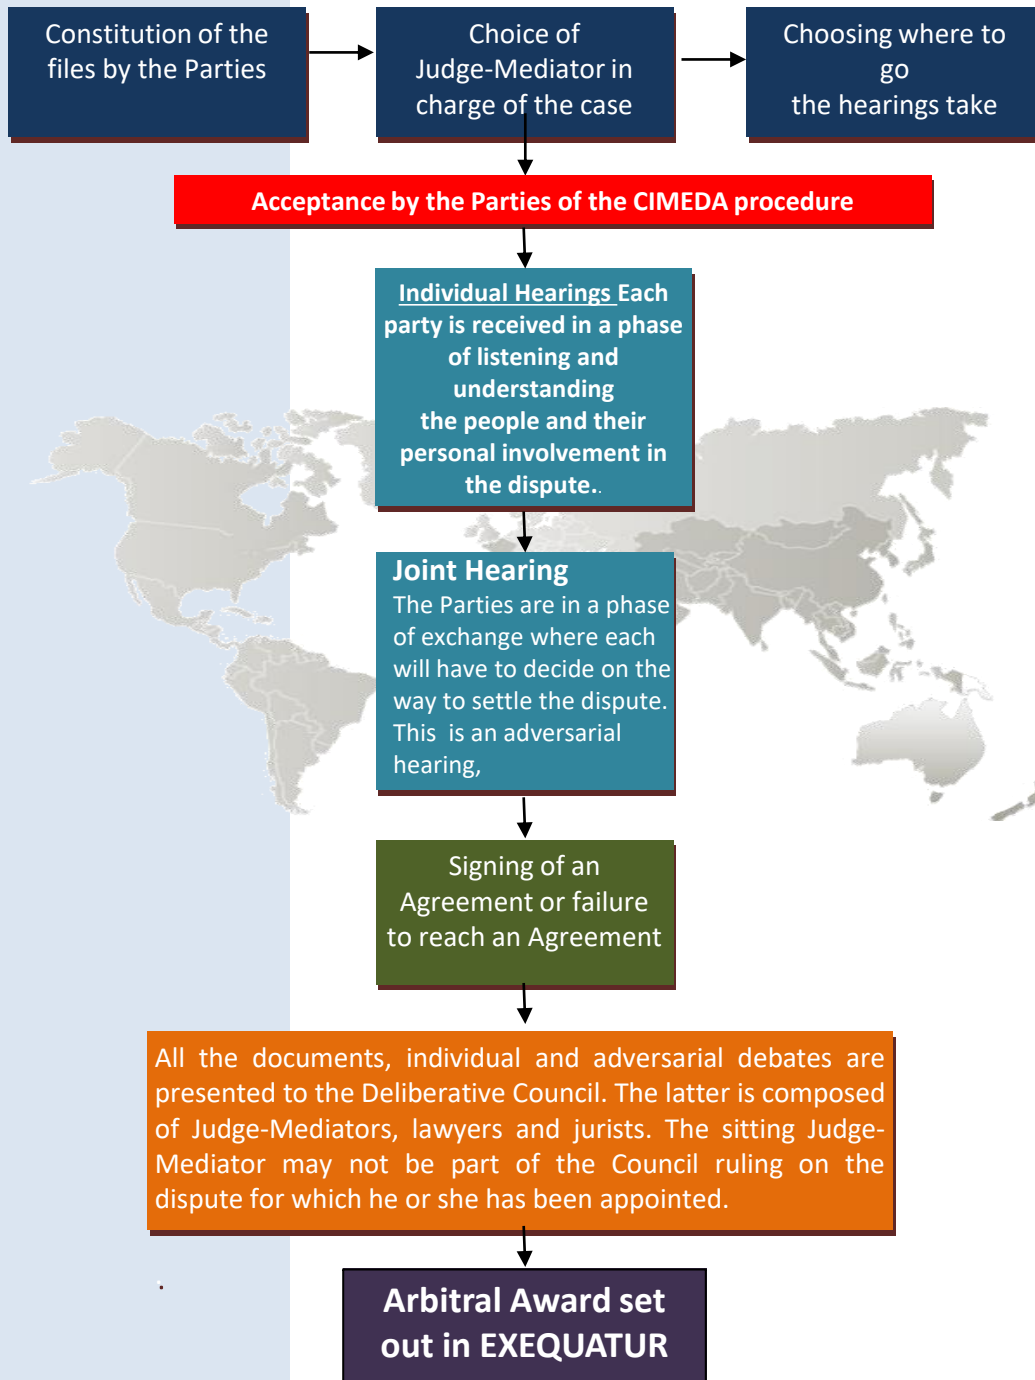 Constitution of the
files by the Parties
Choice of
Judge-Mediator in
charge of the case
Choosing where to
go
the hearings take
Acceptance by the Parties of the CIMEDA procedure
Individual Hearings Each
party is received in a phase
of listening and
understanding
the people and their
personal involvement in
the dispute..
Joint Hearing
The Parties are in a phase
of exchange where each
will have to decide on the
way to settle the dispute.
This is an adversarial
hearing,
Signing of an
Agreement or failure
to reach an Agreement
All the documents, individual and adversarial debates are
presented to the Deliberative Council. The latter is composed
of Judge-Mediators, lawyers and jurists. The sitting Judge-
Mediator may not be part of the Council ruling on the
dispute for which he or she has been appointed.
Arbitral Award set
out in EXEQUATUR